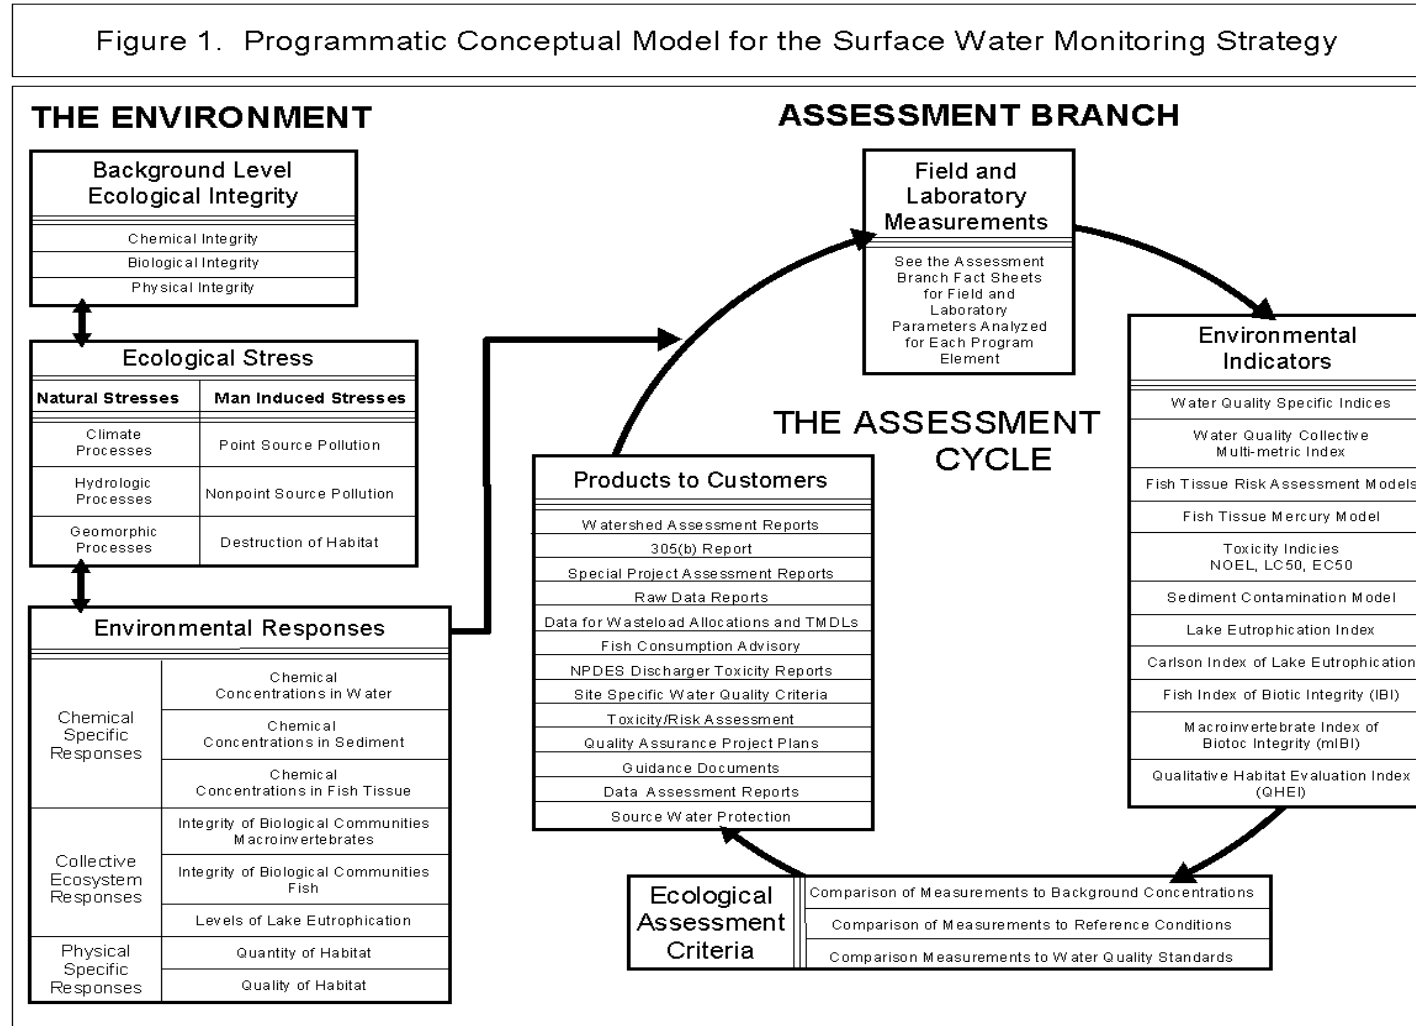 Figure 1. Programmatic Conceptual Model for the Surface Water Monitoring Strategy
THE ENVIRONMENT
Background Level
Ecological Integrity
Chemical Integrity
Biological Integrity
Physical Integrity
Ecological Stress
Natural Stresses
Man Induced Stresses
Climate
Processes
Point Source Pollution
Hydrologic
Processes
Nonpoint Source Pollution
Geomorphic
Processes
Destruction of Habitat
Environmental Responses
Chemical
Specific
Responses
Chemical
Concentrations in Water
Chemical
Concentrations in Sediment
Chemical
Concentrations in Fish Tissue
Collective
Ecosystem
Responses
Integrity of Biological Communities
Macroinvertebrates
Integrity of Biological Communities
Fish
Levels of Lake Eutrophication
Physical
Specific
Responses
Quantity of Habitat
Quality of Habitat
ASSESSMENT BRANCH
Field and
Laboratory
Measurements
See the Assessment
Branch Fact Sheets
for Field and
Laboratory
Parameters Analyzed
for Each Program
Element
THE ASSESSMENT
CYCLE
Environmental
Indicators
Water Quality Specific Indices
Water Quality Collective
Multi-metric Index
Fish Tissue Risk Assessment Models
Fish Tissue Mercury Model
Toxicity Indicies
NOEL, LC50, EC50
Sediment Contamination Model
Lake Eutrophication Index
Carlson Index of Lake Eutrophication
Fish Index of Biotic Integrity (IBI)
Macroinvertebrate Index of
Biotoc Integrity (mIBI)
Qualitative Habitat Evaluation Index
(QHEI)
Ecological
Assessment
Criteria
Comparison of Measurements to Background Concentrations
Comparison of Measurements to Reference Conditions
Comparison Measurements to Water Quality Standards
Products to Customers
Watershed Assessment Reports
305(b) Report
Special Project Assessment Reports
Raw Data Reports
Data for Wasteload Allocations and TMDLs
Fish Consumption Advisory
NPDES Discharger Toxicity Reports
Site Specific Water Quality Criteria
Toxicity/Risk Assessment
Quality Assurance Project Plans
Guidance Documents
Data Assessment Reports
Source Water Protection